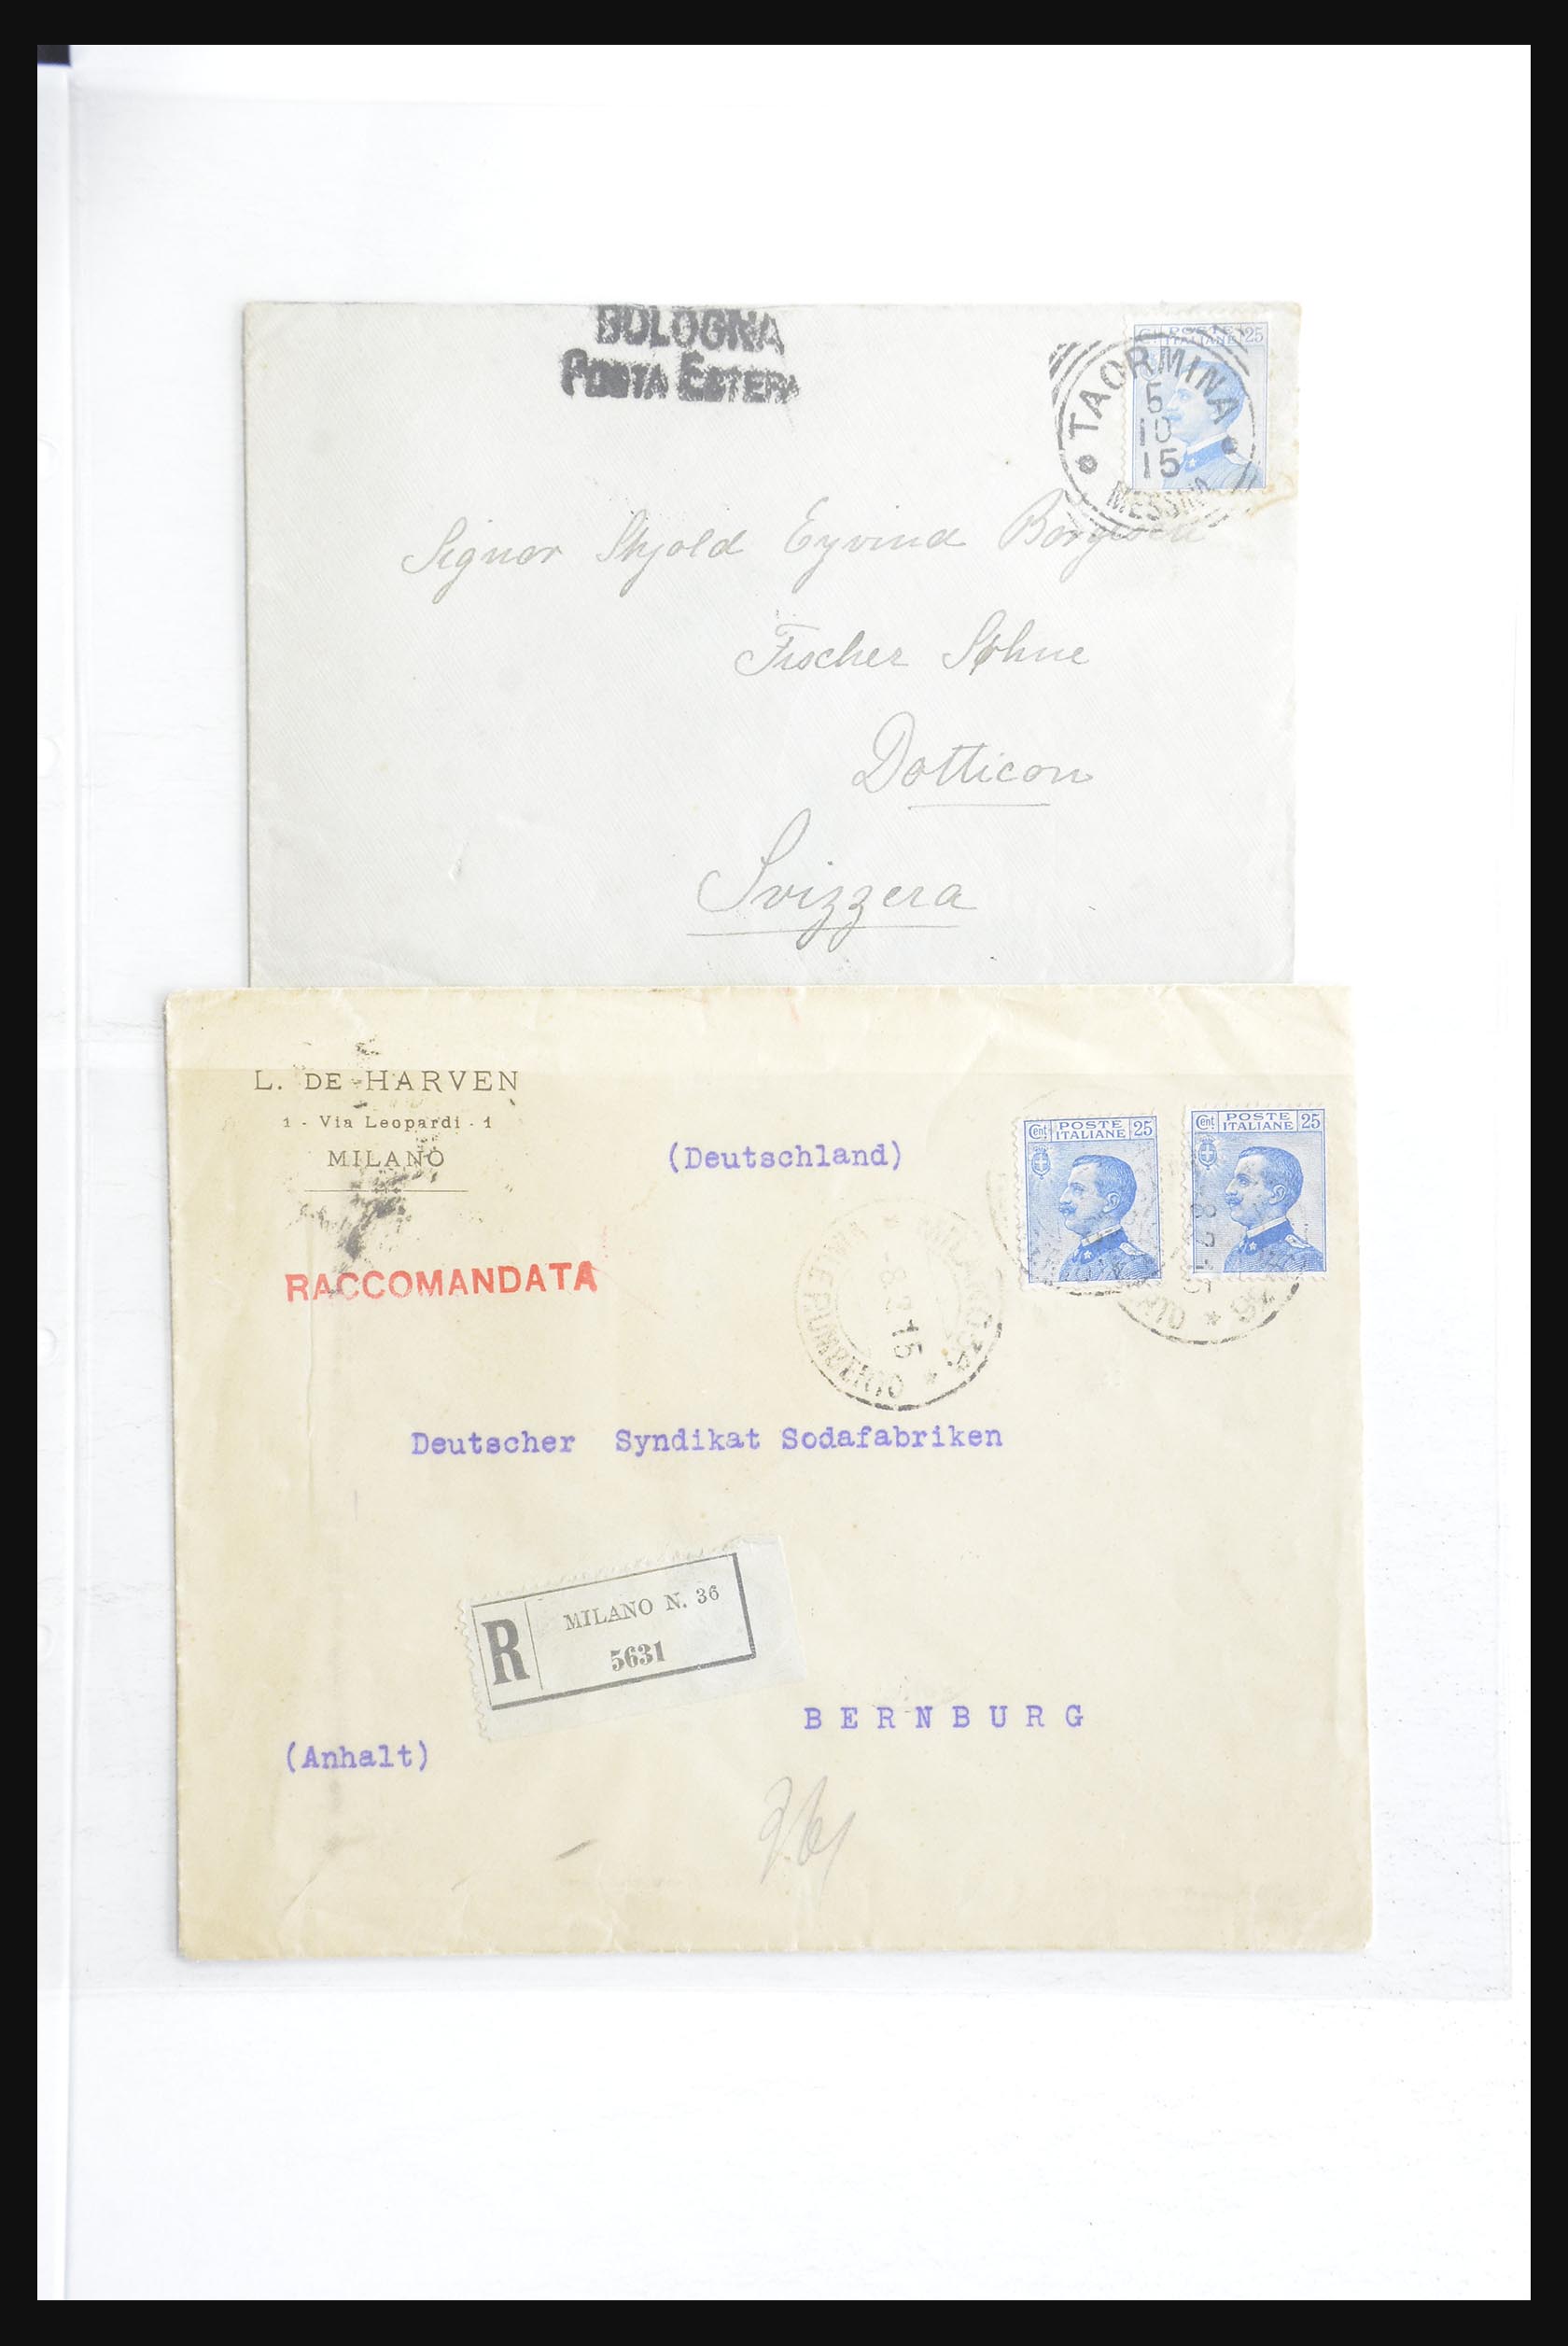 BOLOGNA
POSTA ESTERA
POSTE
ITALIANE 25
TAORMINA
5
10
15
MESSINA
Signor Skjold Eyvind
Fischer Söhne
Dotticon
Svizzera
L. DE HARVEN
1 - Via Leopardi - 1
MILANO
(Deutschland)
Cent POSTE ITALIANE 25
Cent POSTE ITALIANE 25
RACCOMANDATA
MILANO
15
Deutscher Syndikat Sodafabriken
R
MILANO N. 36
5631
BERNBURG
(Anhalt)